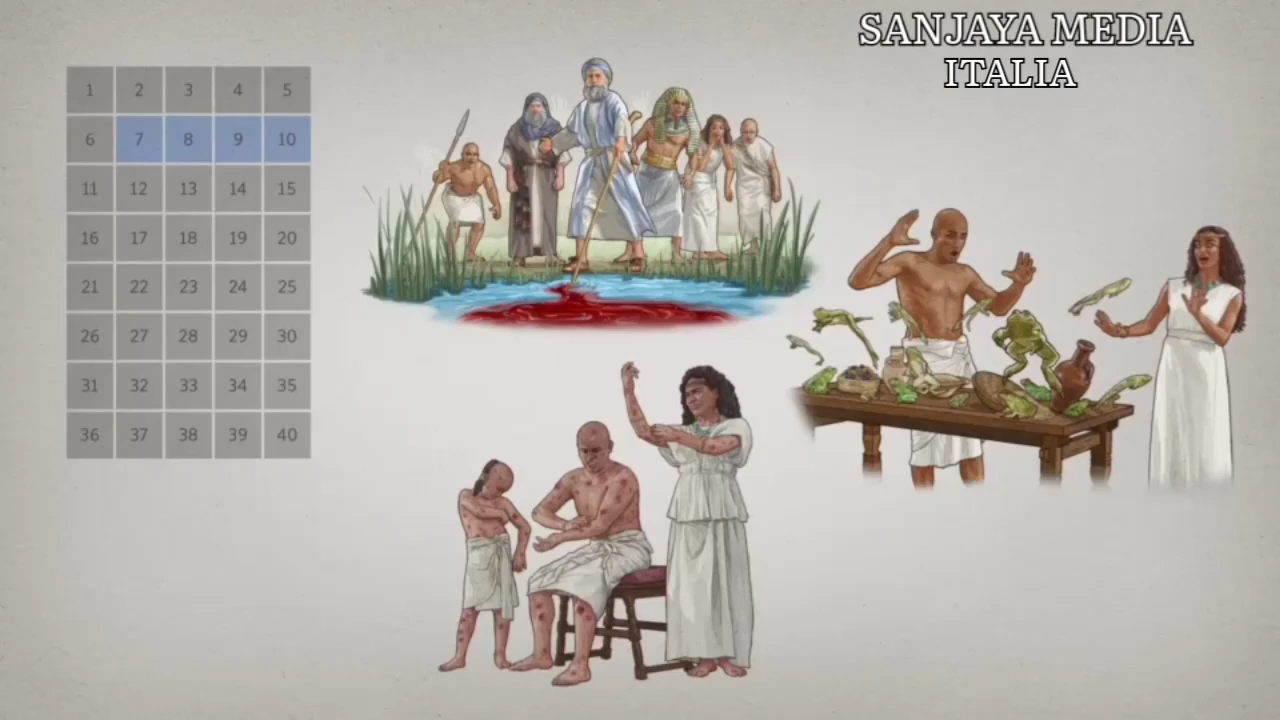 SANJAYA MEDIA
ITALIA
1 2 3 4 5
6 7 8 9 10
11 12 13 14 15
16 17 18 19 20
21 22 23 24 25
26 27 28 29 30
31 32 33 34 35
36 37 38 39 40